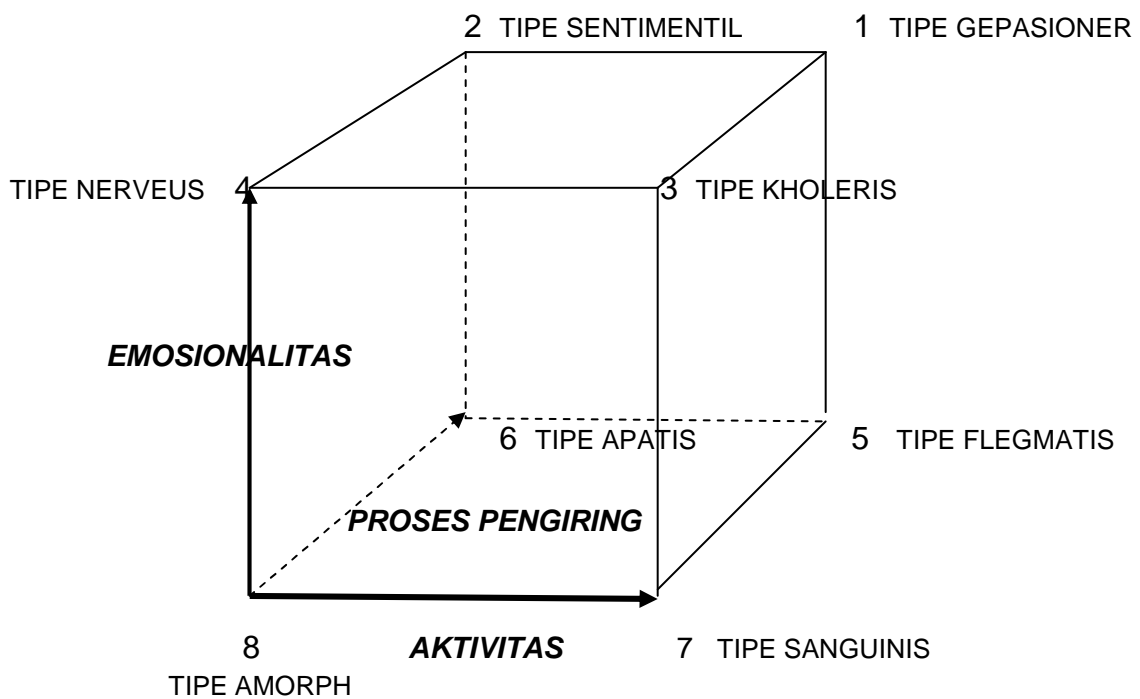 2 TIPE SENTIMENTIL
1 TIPE GEPASIONER
TIPE NERVEUS 4
3 TIPE KHOLERIS
EMOSIONALITAS
6 TIPE APATIS
5 TIPE FLEGMATIS
PROSES PENGIRING
8
TIPE AMORPH
AKTIVITAS
7 TIPE SANGUINIS